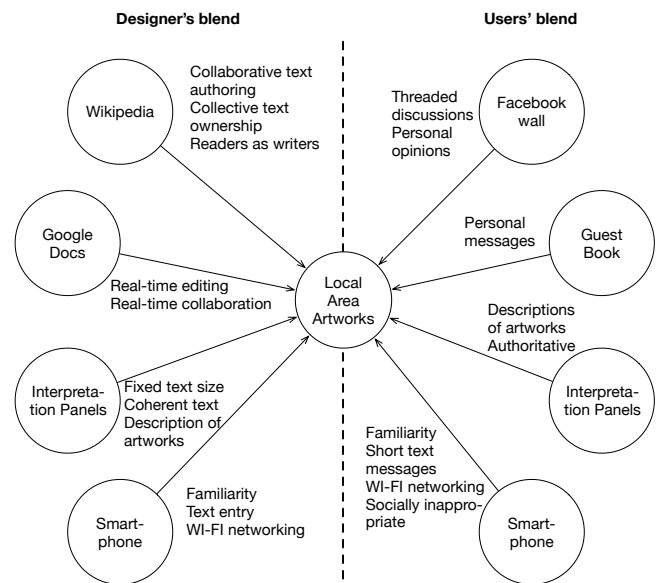 Designer's blend
Users' blend
Wikipedia
Collaborative text
authoring
Collective text
ownership
Readers as writers
Threaded
discussions
Personal
opinions
Facebook
wall
Google
Docs
Real-time editing
Real-time collaboration
Personal
messages
Guest
Book
Local
Area
Artworks
Interpreta-
tion Panels
Fixed text size
Coherent text
Description of
artworks
Descriptions
of artworks
Authoritative
Interpreta-
tion Panels
Smart-
phone
Familiarity
Text entry
WI-FI networking
Familiarity
Short text
messages
WI-FI networking
Socially inappro-
priate
Smart-
phone